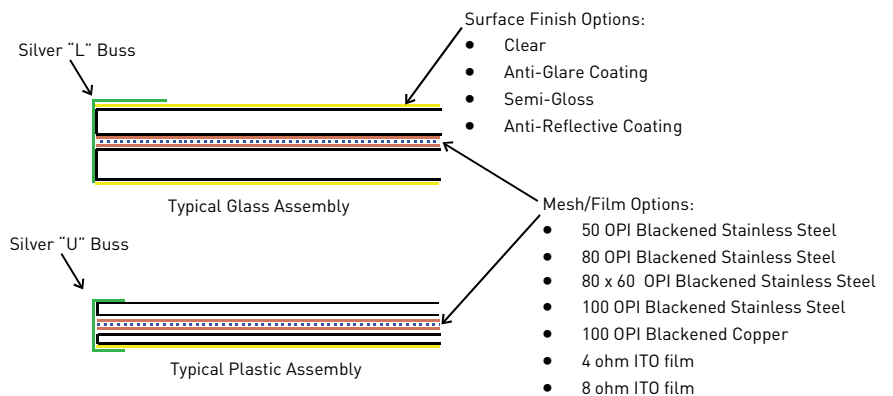 Surface Finish Options:
● Clear
● Anti-Glare Coating
● Semi-Gloss
● Anti-Reflective Coating
Silver “L” Buss
Typical Glass Assembly
Mesh/Film Options:
● 50 OPI Blackened Stainless Steel
● 80 OPI Blackened Stainless Steel
● 80 x 60 OPI Blackened Stainless Steel
● 100 OPI Blackened Stainless Steel
● 100 OPI Blackened Copper
● 4 ohm ITO film
● 8 ohm ITO film
Silver “U” Buss
Typical Plastic Assembly